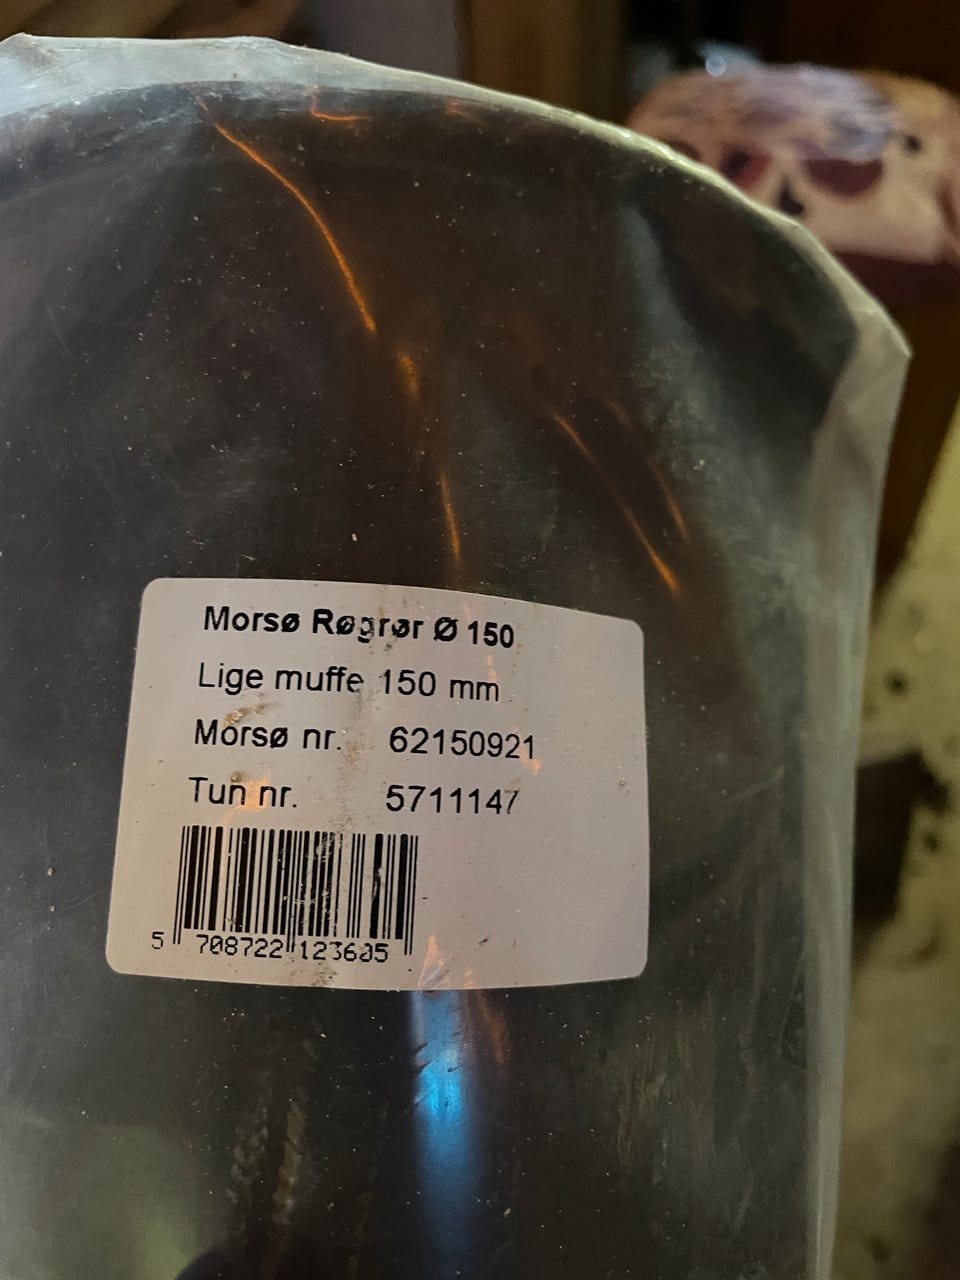 Morsø Røgrør Ø 150
Lige muffe 150 mm
Morsø nr. 62150921
Tun nr. 5711147
5 708722 123605